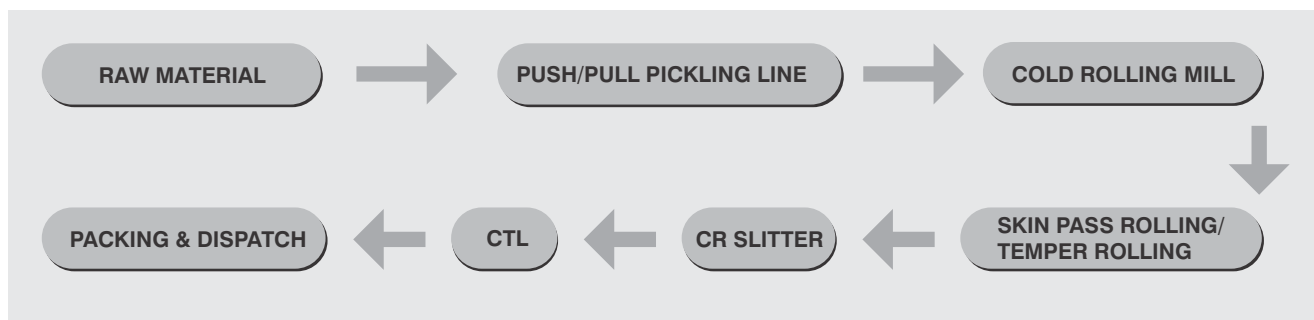 RAW MATERIAL
PUSH/PULL PICKLING LINE
COLD ROLLING MILL
SKIN PASS ROLLING/
TEMPER ROLLING
CR SLITTER
CTL
PACKING & DISPATCH